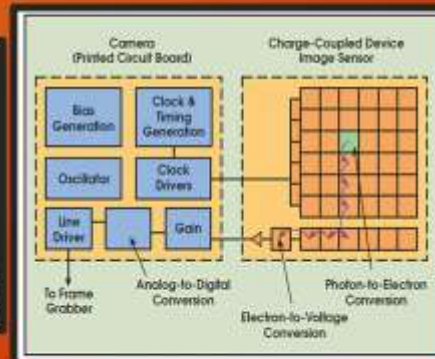 Camera
(Printed Circuit Board)
Charge-Coupled Device
Image Sensor
Bias
Generation
Clock &
Timing
Generation
Oscillator
Clock
Drivers
Line
Driver
Gain
To Frame
Grabber
Analog-to-Digital
Conversion
Electron-to-Voltage
Conversion
Photon-to-Electron
Conversion